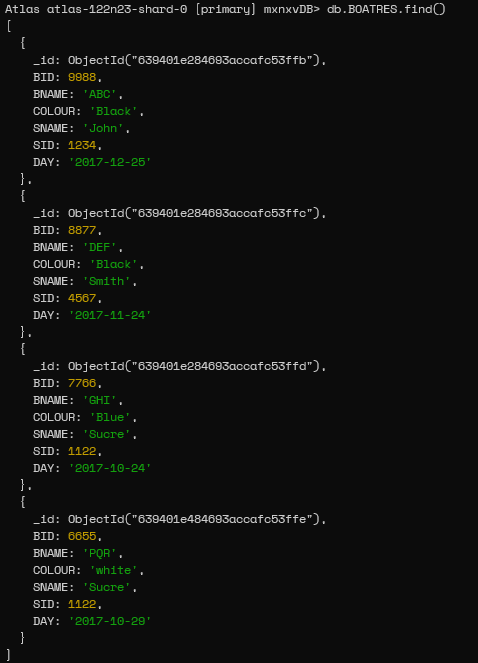 Atlas atlas-122n23-shard-0 [primary] mxnxvDB> db.BOATRES.find()
[
  {
    _id: ObjectId("639401e284693accafc53ffb"),
    BID: 9988,
    BNAME: 'ABC',
    COLOUR: 'Black',
    SNAME: 'John',
    SID: 1234,
    DAY: '2017-12-25'
  },
  {
    _id: ObjectId("639401e284693accafc53ffc"),
    BID: 8877,
    BNAME: 'DEF',
    COLOUR: 'Black',
    SNAME: 'Smith',
    SID: 4567,
    DAY: '2017-11-24'
  },
  {
    _id: ObjectId("639401e284693accafc53ffd"),
    BID: 7766,
    BNAME: 'GHI',
    COLOUR: 'Blue',
    SNAME: 'Sucre',
    SID: 1122,
    DAY: '2017-10-24'
  },
  {
    _id: ObjectId("639401e484693accafc53ffe"),
    BID: 6655,
    BNAME: 'PQR',
    COLOUR: 'white',
    SNAME: 'Sucre',
    SID: 1122,
    DAY: '2017-10-29'
  }
]